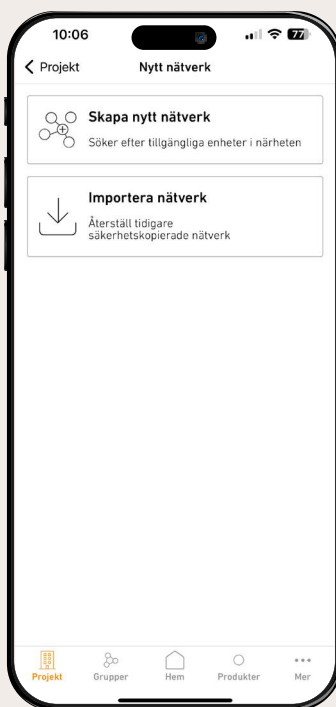 10:06
77
Projekt
Nytt nätverk
Skapa nytt nätverk
Söker efter tillgängliga enheter i närheten
Importera nätverk
Återställ tidigare
säkerhetskopierade nätverk
Projekt
Grupper
Hem
Produkter
Mer